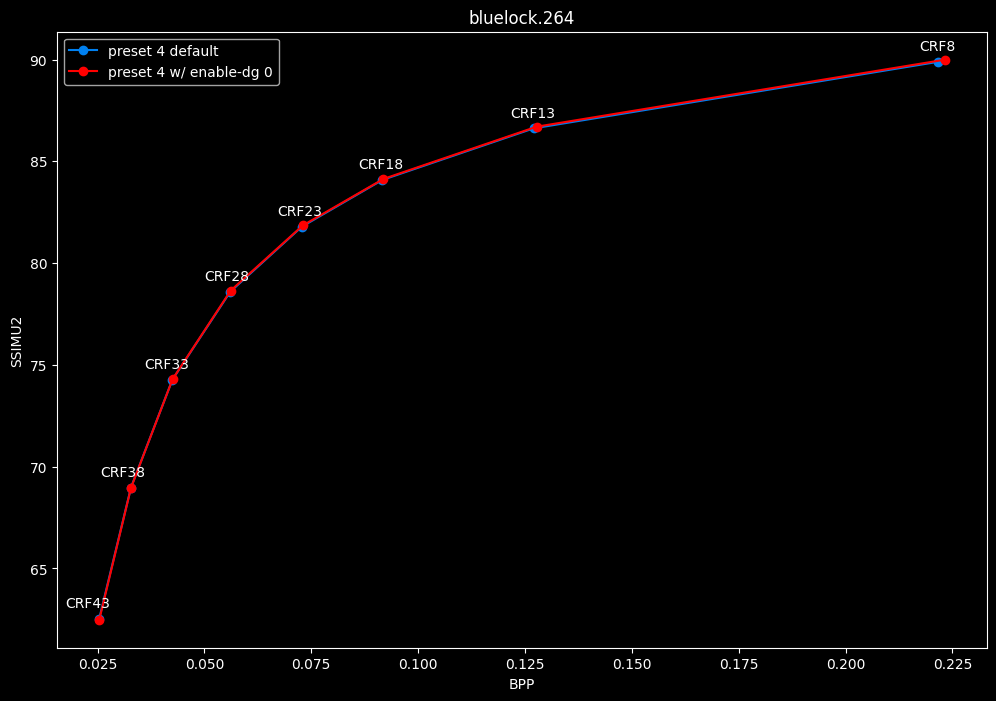 bluelock.264
preset 4 default
preset 4 w/ enable-dg 0
CRF8
90
CRF13
85
CRF18
CRF23
80
CRF28
75
CRF33
70
CRF38
65
CRF43
SSIMU2
0.025 0.050 0.075 0.100 0.125 0.150 0.175 0.200 0.225
BPP